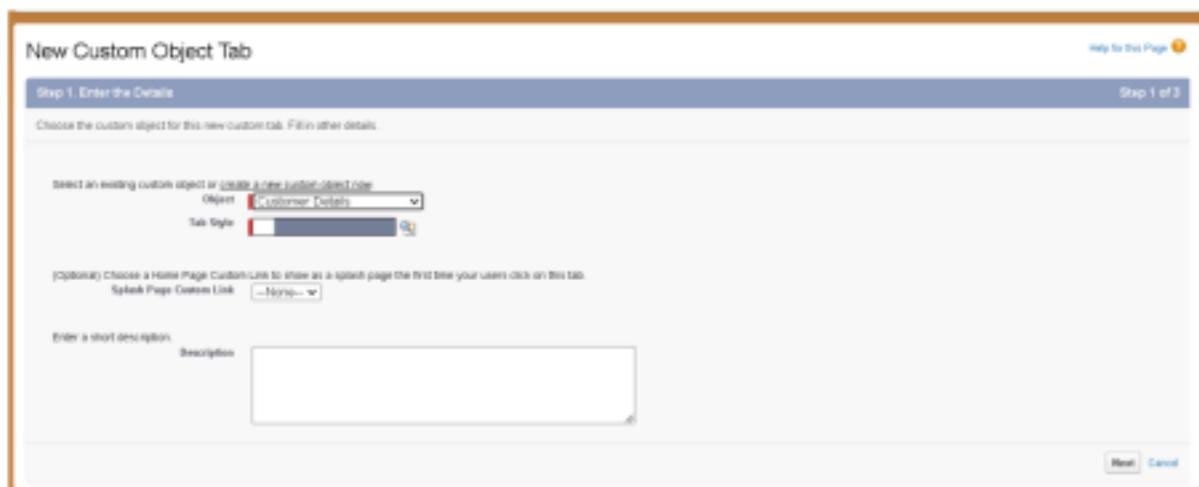 New Custom Object Tab
Help for this Page
Step 1. Enter the Details
Step 1 of 3
Choose the custom object for this new custom tab. Fill in other details.
Select an existing custom object or create a new custom object now.
Object
Customer Details
Tab Style
(Optional) Choose a Home Page Custom Link to show as a splash page the first time your users click on this tab.
Splash Page Custom Link
--None--
Enter a short description.
Description
Next
Cancel